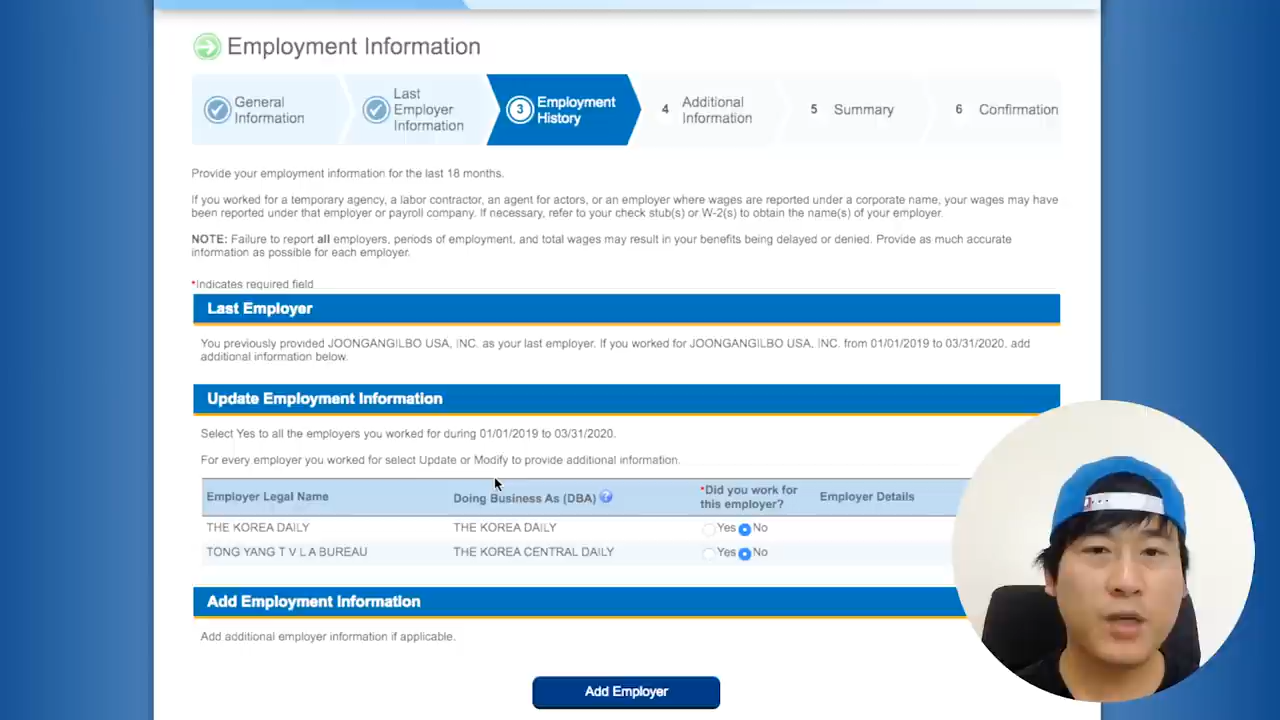 Employment Information
General Information
Last Employer Information
3 Employment History
4 Additional Information
5 Summary
6 Confirmation
Provide your employment information for the last 18 months.
If you worked for a temporary agency, a labor contractor, an agent for actors, or an employer where wages are reported under a corporate name, your wages may have
been reported under that employer or payroll company. If necessary, refer to your check stub(s) or W-2(s) to obtain the name(s) of your employer.
NOTE: Failure to report all employers, periods of employment, and total wages may result in your benefits being delayed or denied. Provide as much accurate
information as possible for each employer.
*Indicates required field
Last Employer
You previously provided JOONGANGILBO USA, INC. as your last employer. If you worked for JOONGANGILBO USA, INC. from 01/01/2019 to 03/31/2020, add
additional information below.
Update Employment Information
Select Yes to all the employers you worked for during 01/01/2019 to 03/31/2020.
For every employer you worked for select Update or Modify to provide additional information.
Employer Legal Name Doing Business As (DBA) ? *Did you work for this employer? Employer Details
THE KOREA DAILY THE KOREA DAILY Yes No
TONG YANG T V L A BUREAU THE KOREA CENTRAL DAILY Yes No
Add Employment Information
Add additional employer information if applicable.
Add Employer